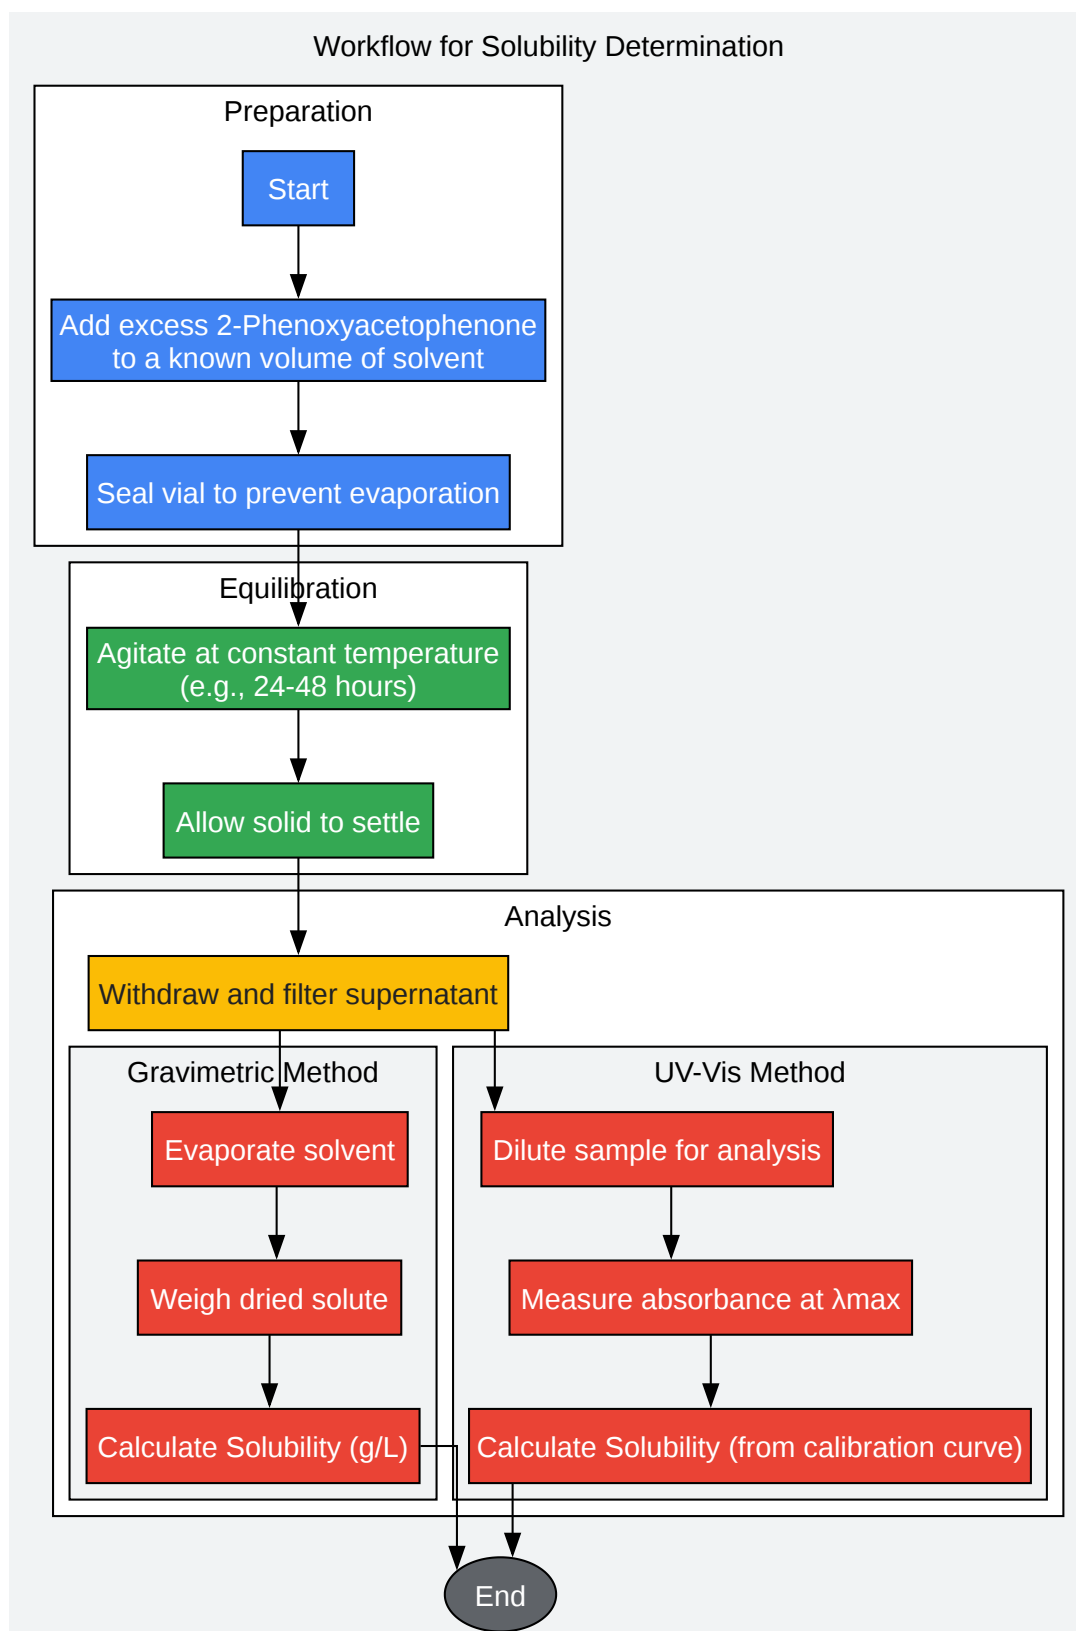 Workflow for Solubility Determination
Preparation
Start
Add excess 2-Phenoxyacetophenone
to a known volume of solvent
Seal vial to prevent evaporation
Equilibration
Agitate at constant temperature
(e.g., 24-48 hours)
Allow solid to settle
Analysis
Withdraw and filter supernatant
Gravimetric Method
Evaporate solvent
Weigh dried solute
Calculate Solubility (g/L)
UV-Vis Method
Dilute sample for analysis
Measure absorbance at λmax
Calculate Solubility (from calibration curve)
End